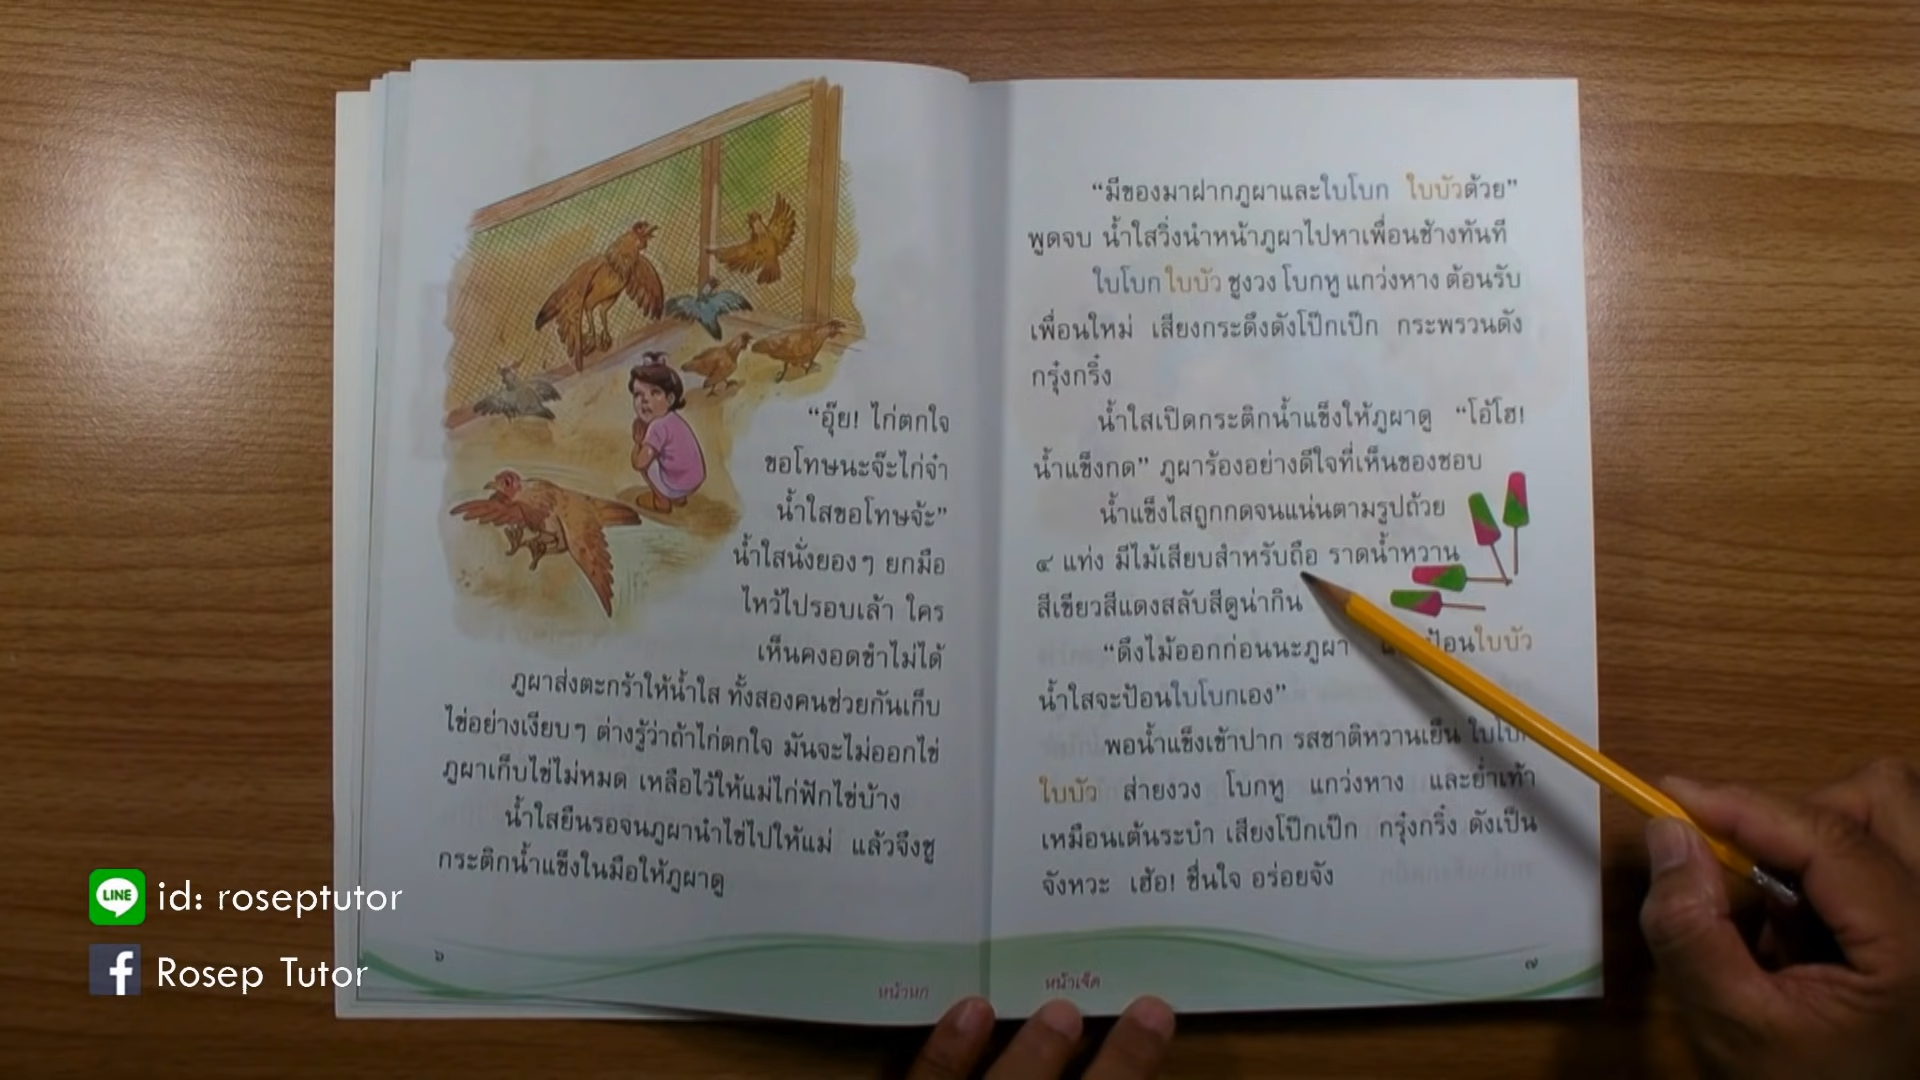 “อุ๊ย! ไก่ตกใจ
ขอโทษนะจ๊ะไก่จ๋า
น้ำใสขอโทษจ้ะ”
น้ำใสนั่งยองๆ ยกมือ
ไหว้ไปรอบเล้า ใคร
เห็นคงอดขำไม่ได้
ภูผาส่งตะกร้าให้น้ำใส ทั้งสองคนช่วยกันเก็บ
ไข่อย่างเงียบๆ ต่างรู้ว่าถ้าไก่ตกใจ มันจะไม่ออกไข่
ภูผาเก็บไข่ไม่หมด เหลือไว้ให้แม่ไก่ฟักไข่บ้าง
น้ำใสยืนรอจนภูผานำไข่ไปให้แม่ แล้วจึงชู
กระติกน้ำแข็งในมือให้ภูผาดู
๖
หน้าหก
“มีของมาฝากภูผาและใบโบก ใบบัวด้วย”
พูดจบ น้ำใสวิ่งนำหน้าภูผาไปหาเพื่อนช้างทันที
ใบโบก ใบบัว ชูงวง โบกหู แกว่งหาง ต้อนรับ
เพื่อนใหม่ เสียงกระดึงดังโป๊กเป๊ก กระพรวนดัง
กรุ๋งกริ๋ง
น้ำใสเปิดกระติกน้ำแข็งให้ภูผาดู “โอ้โฮ!
น้ำแข็งกด” ภูผาร้องอย่างดีใจที่เห็นของชอบ
น้ำแข็งไสถูกกดจนแน่นตามรูปถ้วย
๔ แท่ง มีไม้เสียบสำหรับถือ ราดน้ำหวาน
สีเขียวสีแดงสลับสีดูน่ากิน
“ดึงไม้ออกก่อนนะภูผา ป้อนใบบัว
น้ำใสจะป้อนใบโบกเอง”
พอน้ำแข็งเข้าปาก รสชาติหวานเย็น ใบโบก
ใบบัว ส่ายงวง โบกหู แกว่งหาง และย่ำเท้า
เหมือนเต้นระบำ เสียงโป๊กเป๊ก กรุ๋งกริ๋ง ดังเป็น
จังหวะ เฮ้อ! ชื่นใจ อร่อยจัง
๗
หน้าเจ็ด
LINE id: roseptutor
f Rosep Tutor